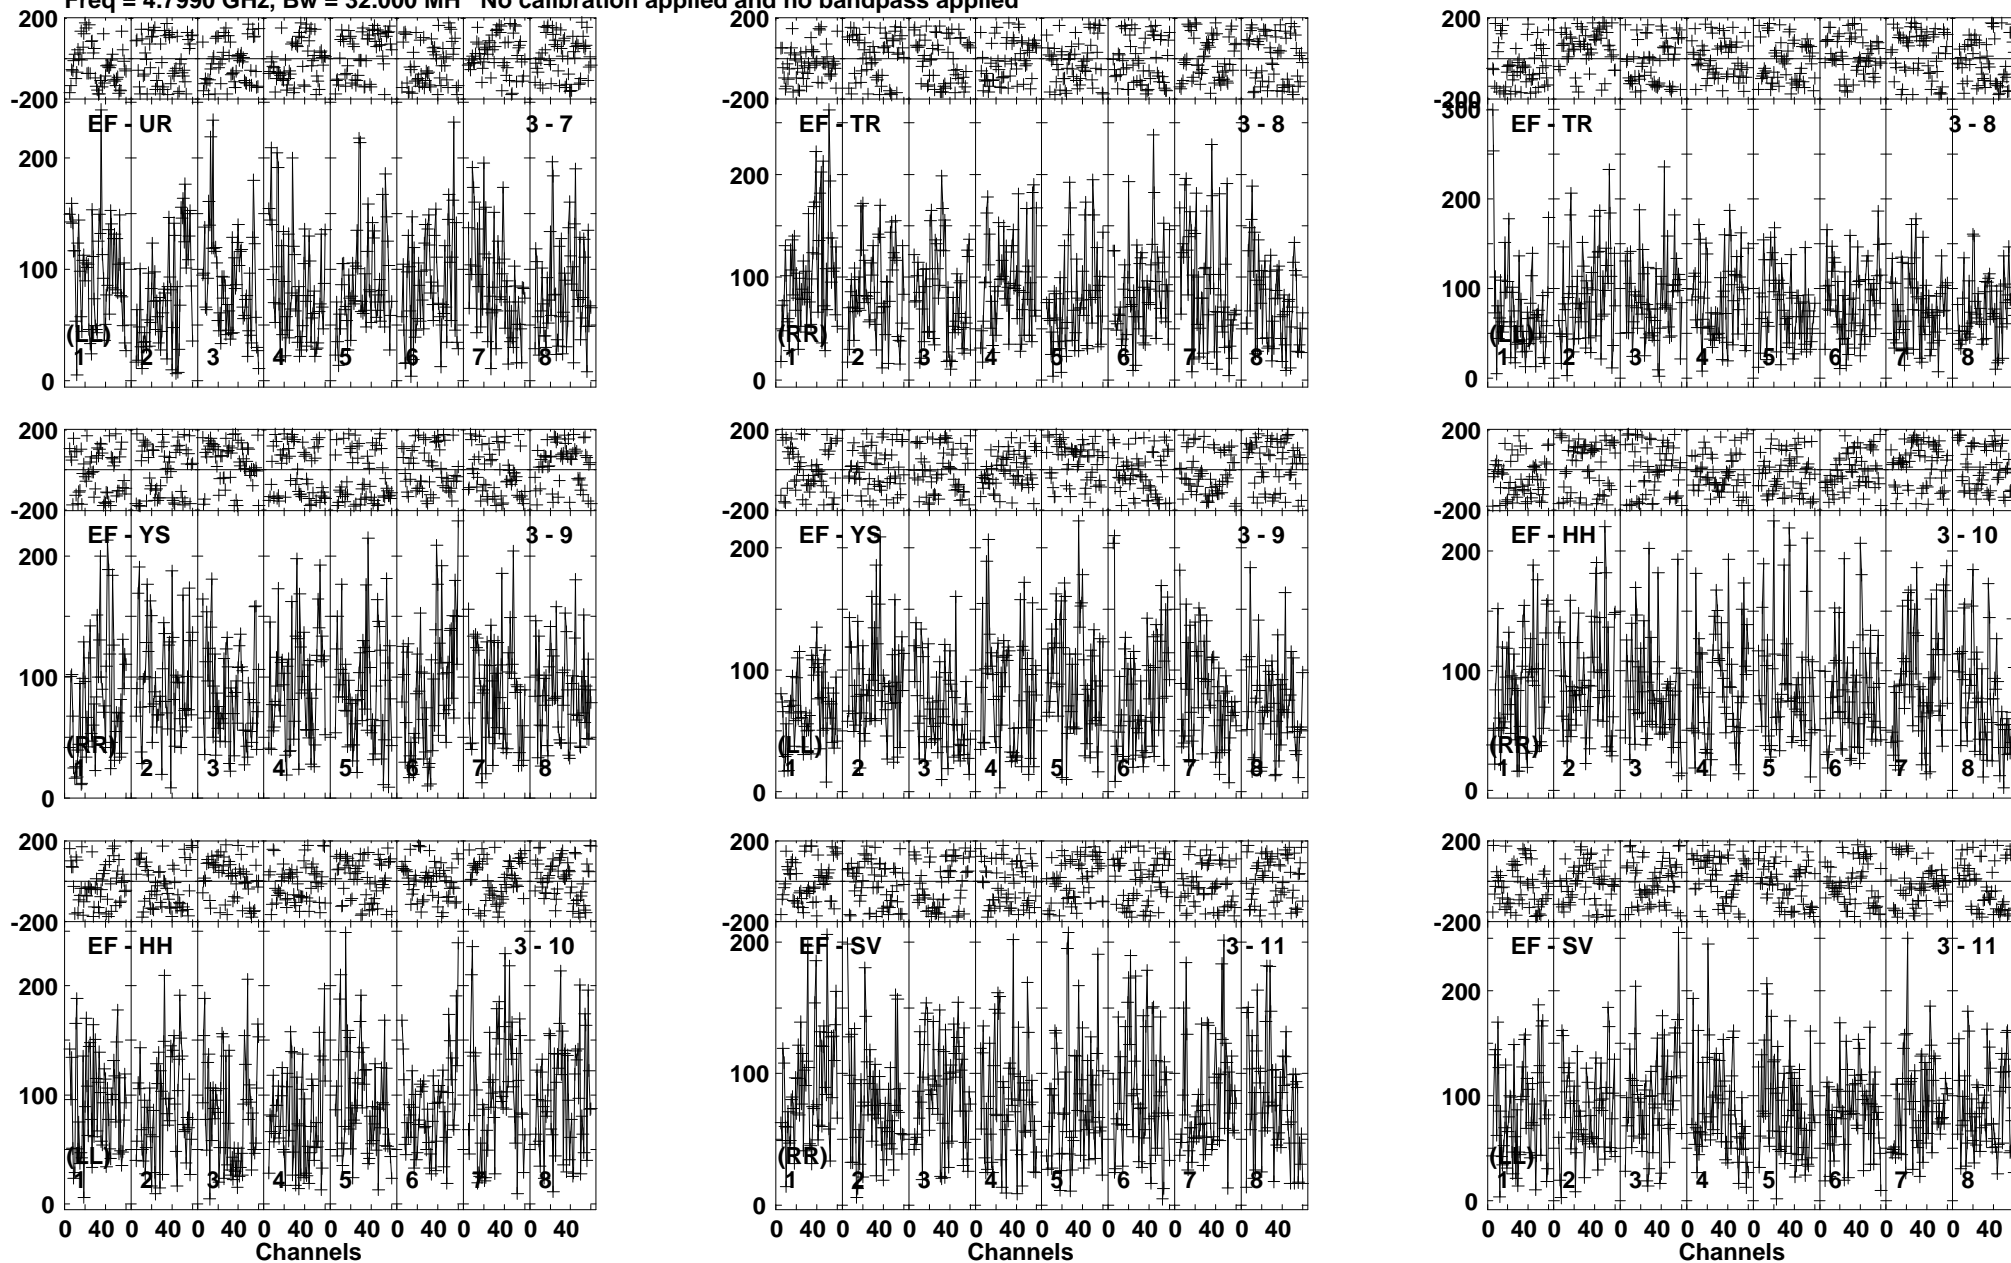 Freq = 4.7990 GHz, Bw = 32.000 MH No calibration applied and no bandpass applied
200 200 200
-200 -200 -200
EF - UR 3 - 7 EF - TR 3 - 8 EF - TR 3 - 8
300
200 200 200
100 100 100
(LL) (RR) (LL)
1 2 3 4 5 6 7 8 1 2 3 4 5 6 7 8 1 2 3 4 5 6 7 8
0 0 0
200 200 200
-200 -200 -200
EF - YS 3 - 9 EF - YS 3 - 9 EF - HH 3 - 10
200 200 200
100 100 100
(RR) (LL) (RR)
1 2 3 4 5 6 7 8 1 2 3 4 5 6 7 8 1 2 3 4 5 6 7 8
0 0 0
200 200 200
-200 -200 -200
EF - HH 3 - 10 EF - SV 3 - 11 EF - SV 3 - 11
200 200 200
100 100 100
(LL) (RR) (LL)
1 2 3 4 5 6 7 8 1 2 3 4 5 6 7 8 1 2 3 4 5 6 7 8
0 0 0
0 40 0 40 0 40 0 40 0 40 0 40 0 40 0 40 0 40 0 40 0 40 0 40 0 40 0 40 0 40 0 40 0 40 0 40 0 40 0 40 0 40 0 40 0 40 0 40
Channels Channels Channels